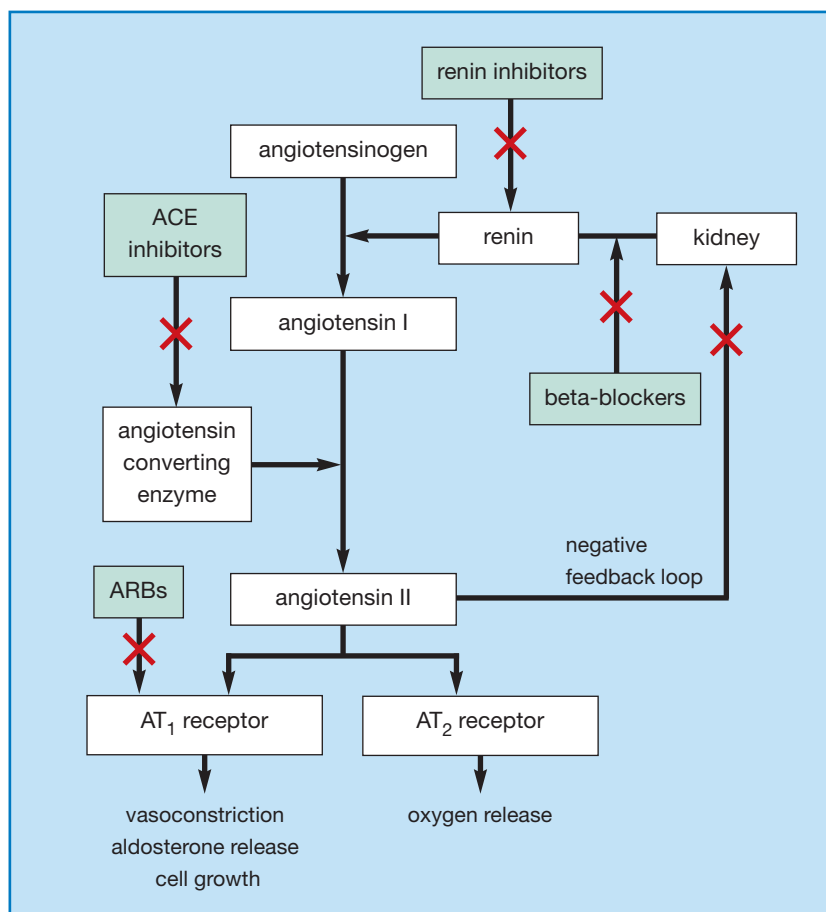 renin inhibitors
angiotensinogen
ACE
inhibitors
renin
kidney
angiotensin I
beta-blockers
angiotensin
converting
enzyme
negative
feedback loop
ARBs
angiotensin II
AT₁ receptor
AT₂ receptor
vasoconstriction
aldosterone release
cell growth
oxygen release